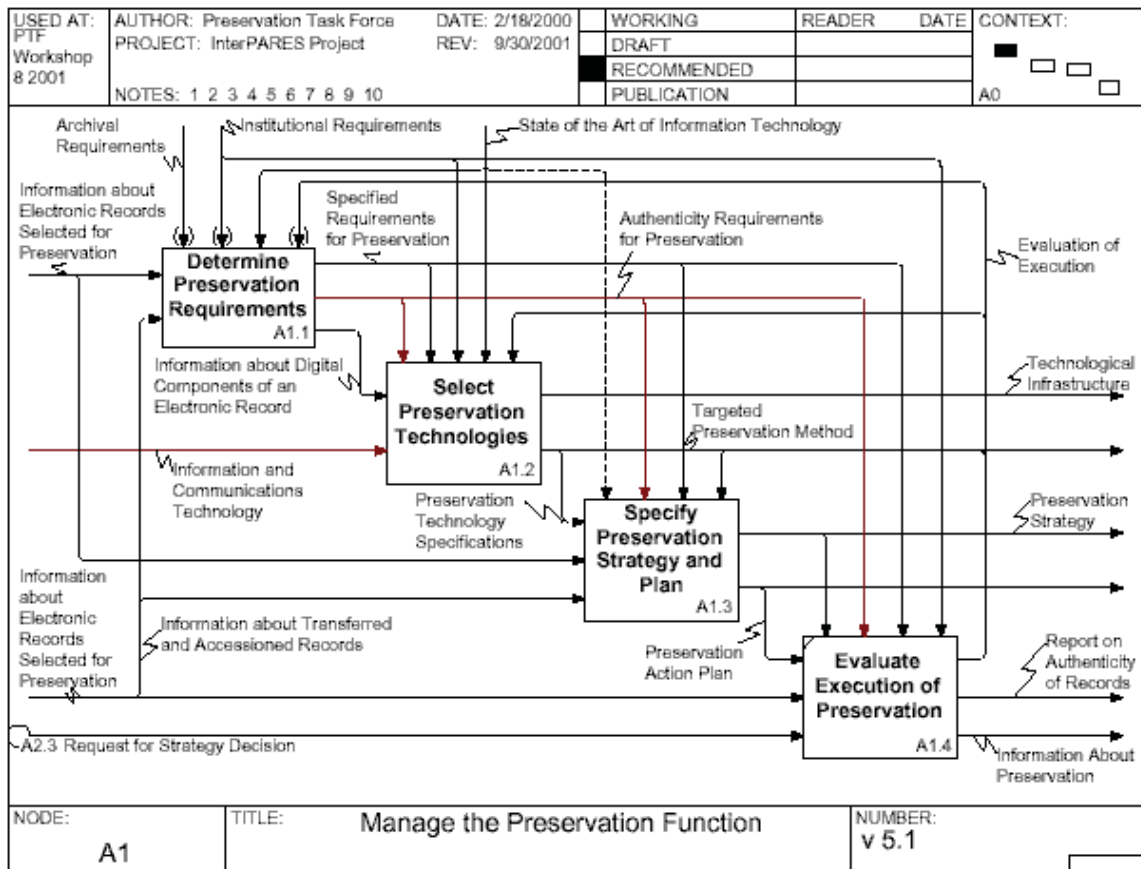 USED AT:
PTF
Workshop
8 2001
AUTHOR: Preservation Task Force
PROJECT: InterPARES Project
DATE: 2/18/2000
REV: 9/30/2001
NOTES: 1 2 3 4 5 6 7 8 9 10
WORKING
DRAFT
RECOMMENDED
PUBLICATION
READER DATE
CONTEXT:
A0
Archival
Requirements
Institutional Requirements
State of the Art of Information Technology
Information about
Electronic Records
Selected for
Preservation
Specified
Requirements
for Preservation
Authenticity Requirements
for Preservation
Evaluation of
Execution
Determine
Preservation
Requirements
A1.1
Information about Digital
Components of an
Electronic Record
Select
Preservation
Technologies
A1.2
Technological
Infrastructure
Targeted
Preservation Method
Information and
Communications
Technology
Preservation
Technology
Specifications
Specify
Preservation
Strategy and
Plan
A1.3
Preservation
Strategy
Information
about
Electronic
Records
Selected for
Preservation
Information about Transferred
and Accessioned Records
Preservation
Action Plan
Evaluate
Execution of
Preservation
A1.4
Report on
Authenticity
of Records
A2.3 Request for Strategy Decision
Information About
Preservation
NODE:
A1
TITLE:
Manage the Preservation Function
NUMBER:
v 5.1